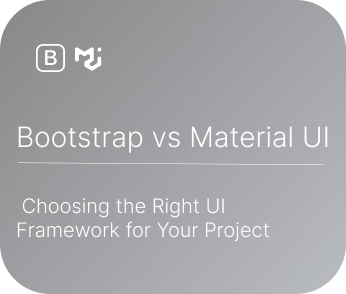 B
Bootstrap vs Material UI
Choosing the Right UI
Framework for Your Project